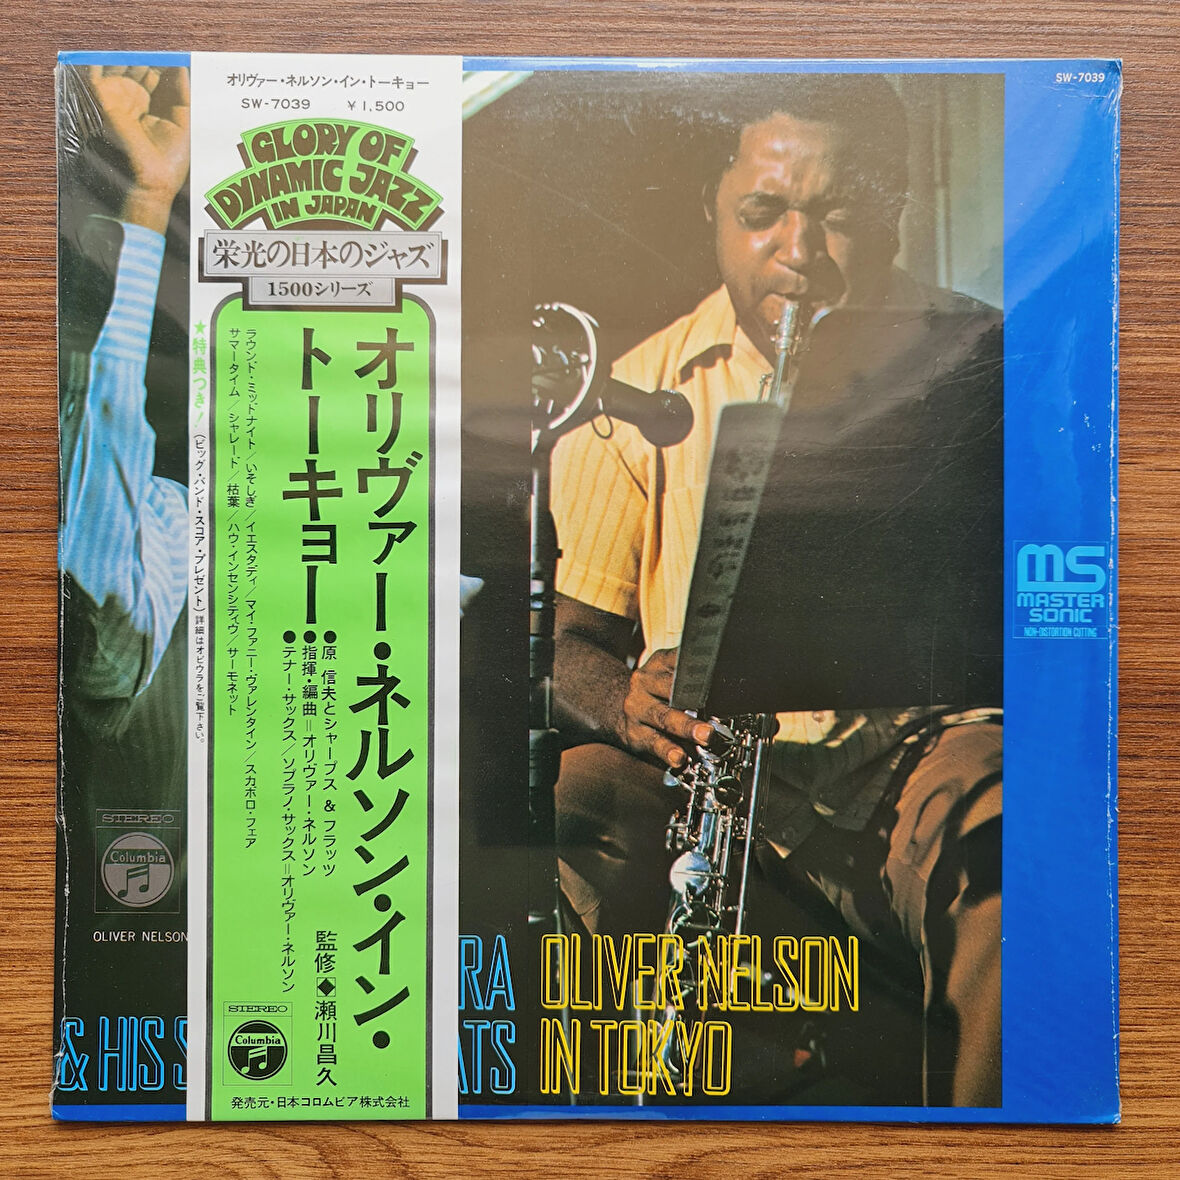 オリヴァー・ネルソン・イン・トーキョー
SW-7039 ¥1,500
GLORY OF
DYNAMIC JAZZ
IN JAPAN
栄光の日本のジャズ
1500シリーズ
オリヴァー・ネルソン・イン・
トーキョー
●原 信夫とシャープス & フラッツ
●指揮・編曲=オリヴァー・ネルソン
●テナー・サックス/ソプラノ・サックス=オリヴァー・ネルソン
監修◆瀬川昌久
ラウンド・ミッドナイト/いそしぎ/イエスタディ/マイ・ファニー・ヴァレンタイン/スカボロ・フェア
サマータイム/シャレード/枯葉/ハウ・インセンシティヴ/サーモネット
★特典つき!(ビッグ・バンド・スコア・プレゼント)詳細はオビウラをご覧下さい。
STEREO
Columbia
発売元・日本コロムビア株式会社
STEREO
Columbia
OLIVER NELSON
RA
& HIS S
ATS
OLIVER NELSON
IN TOKYO
SW-7039
MS
MASTER
SONIC
NON-DISTORTION CUTTING